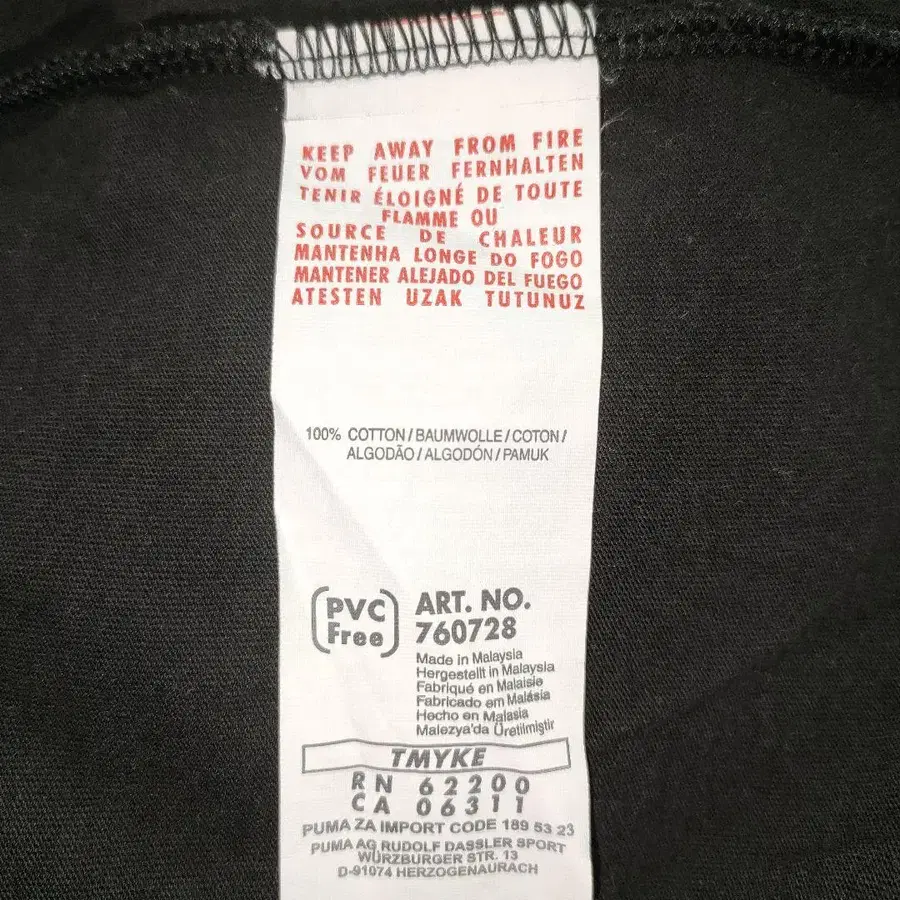 KEEP AWAY FROM FIRE
VOM FEUER FERNHALTEN
TENIR ÉLOIGNÉ DE TOUTE
FLAMME OU
SOURCE DE CHALEUR
MANTENHA LONGE DO FOGO
MANTENER ALEJADO DEL FUEGO
ATESTEN UZAK TUTUNUZ
100% COTTON/BAUMWOLLE/COTON/
ALGODÃO/ALGODÓN/PAMUK
PVC
Free
ART. NO.
760728
Made in Malaysia
Hergestellt in Malaysia
Fabriqué en Malaisie
Fabricado em Malásia
Hecho en Malasia
Malezya'da Üretilmiştir
TMYKE
RN 62200
CA 06311
PUMA ZA IMPORT CODE 189 53 23
PUMA AG RUDOLF DASSLER SPORT
WÜRZBURGER STR. 13
D-91074 HERZOGENAURACH